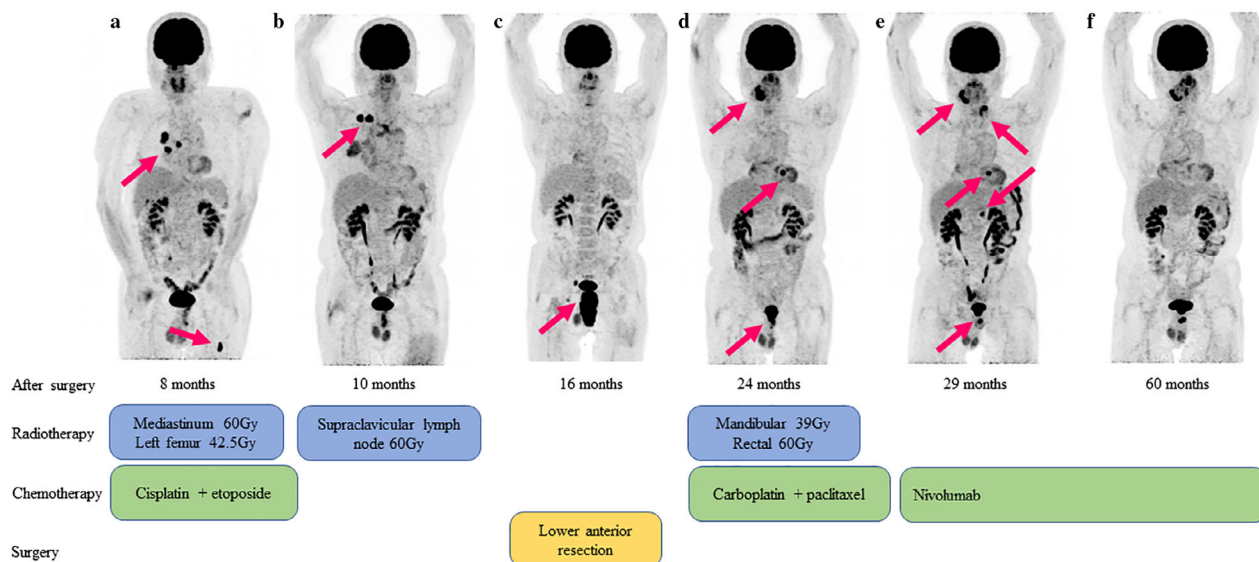 a b c d e f
After surgery 8 months 10 months 16 months 24 months 29 months 60 months
Radiotherapy
Mediastinum 60Gy
Left femur 42.5Gy
Supraclavicular lymph
node 60Gy
Mandibular 39Gy
Rectal 60Gy
Chemotherapy
Cisplatin + etoposide
Carboplatin + paclitaxel
Nivolumab
Surgery
Lower anterior
resection